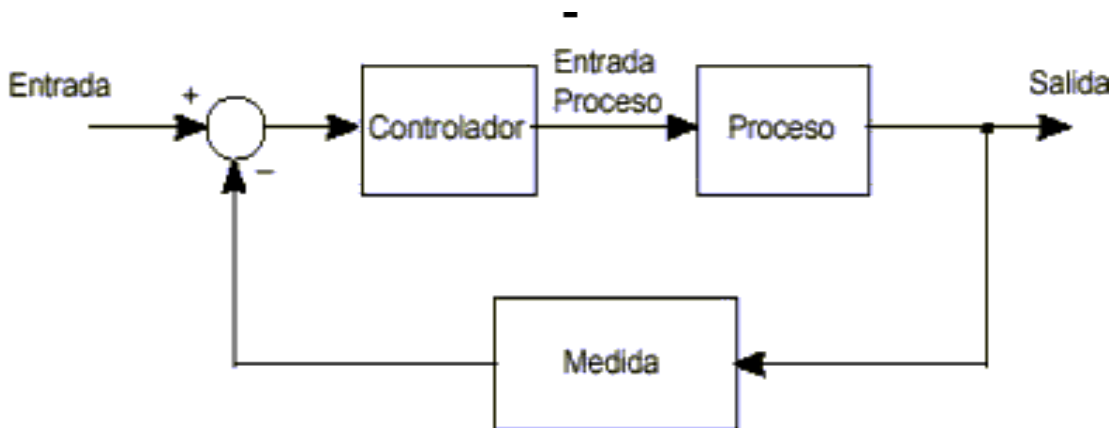 -
Entrada
+
−
Controlador
Entrada
Proceso
Proceso
Salida
Medida